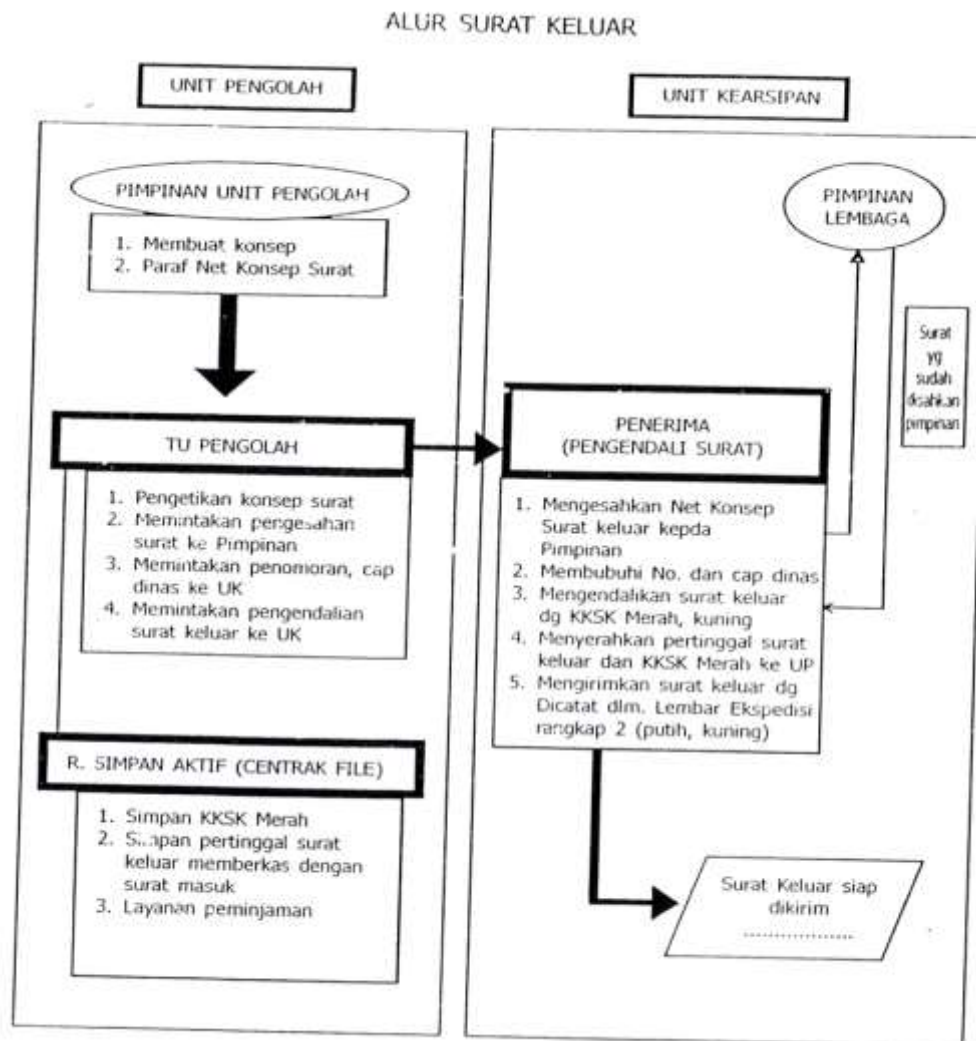 ALUR SURAT KELUAR
UNIT PENGOLAH
PIMPINAN UNIT PENGOLAH
1. Membuat konsep
2. Paraf Net Konsep Surat
TU PENGOLAH
1. Pengetikan konsep surat
2. Memintakan pengesahan
surat ke Pimpinan
3. Memintakan penomoran, cap
dinas ke UK
4. Memintakan pengendalian
surat keluar ke UK
R. SIMPAN AKTIF (CENTRAK FILE)
1. Simpan KKSK Merah
2. Simpan pertinggal surat
keluar memberkas dengan
surat masuk
3. Layanan peminjaman
UNIT KEARSIPAN
PIMPINAN
LEMBAGA
Surat
yg
sudah
disahkan
pimpinan
PENERIMA
(PENGENDALI SURAT)
1. Mengesahkan Net Konsep
Surat keluar kepda
Pimpinan
2. Membubuhi No. dan cap dinas
3. Mengendalikan surat keluar
dg KKSK Merah, kuning
4. Menyerahkan pertinggal surat
keluar dan KKSK Merah ke UP
5. Mengirimkan surat keluar dg
Dicatat dlm. Lembar Ekspedisi
rangkap 2 (putih, kuning)
Surat Keluar siap
dikirim
..................